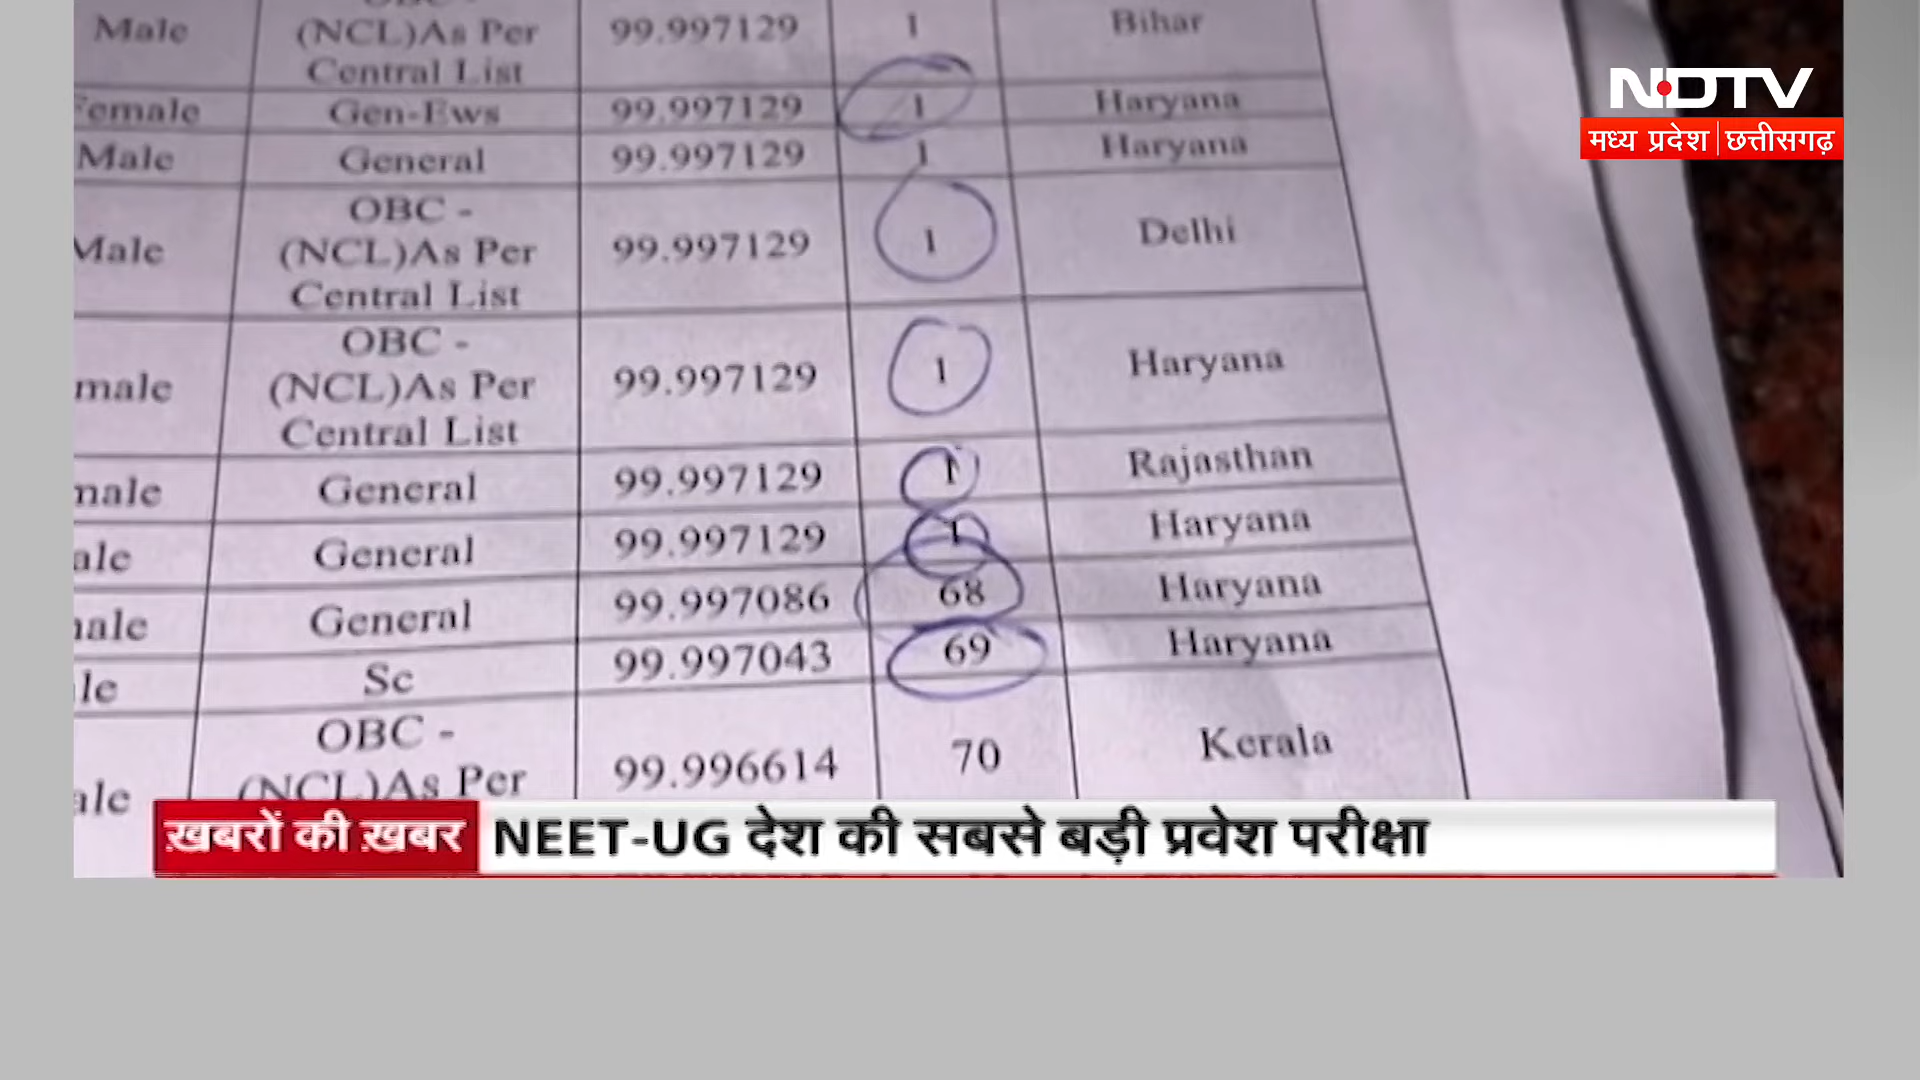 NDTV
मध्य प्रदेश | छत्तीसगढ़
Male (NCL)As Per 99.997129 1 Bihar
Central List
Female Gen-Ews 99.997129 1 Haryana
Male General 99.997129 1 Haryana
OBC -
Male (NCL)As Per 99.997129 1 Delhi
Central List
OBC -
male (NCL)As Per 99.997129 1 Haryana
Central List
male General 99.997129 1 Rajasthan
ale General 99.997129 1 Haryana
ale General 99.997086 68 Haryana
le Sc 99.997043 69 Haryana
OBC -
ale (NCL)As Per 99.996614 70 Kerala
ख़बरों की ख़बर NEET-UG देश की सबसे बड़ी प्रवेश परीक्षा